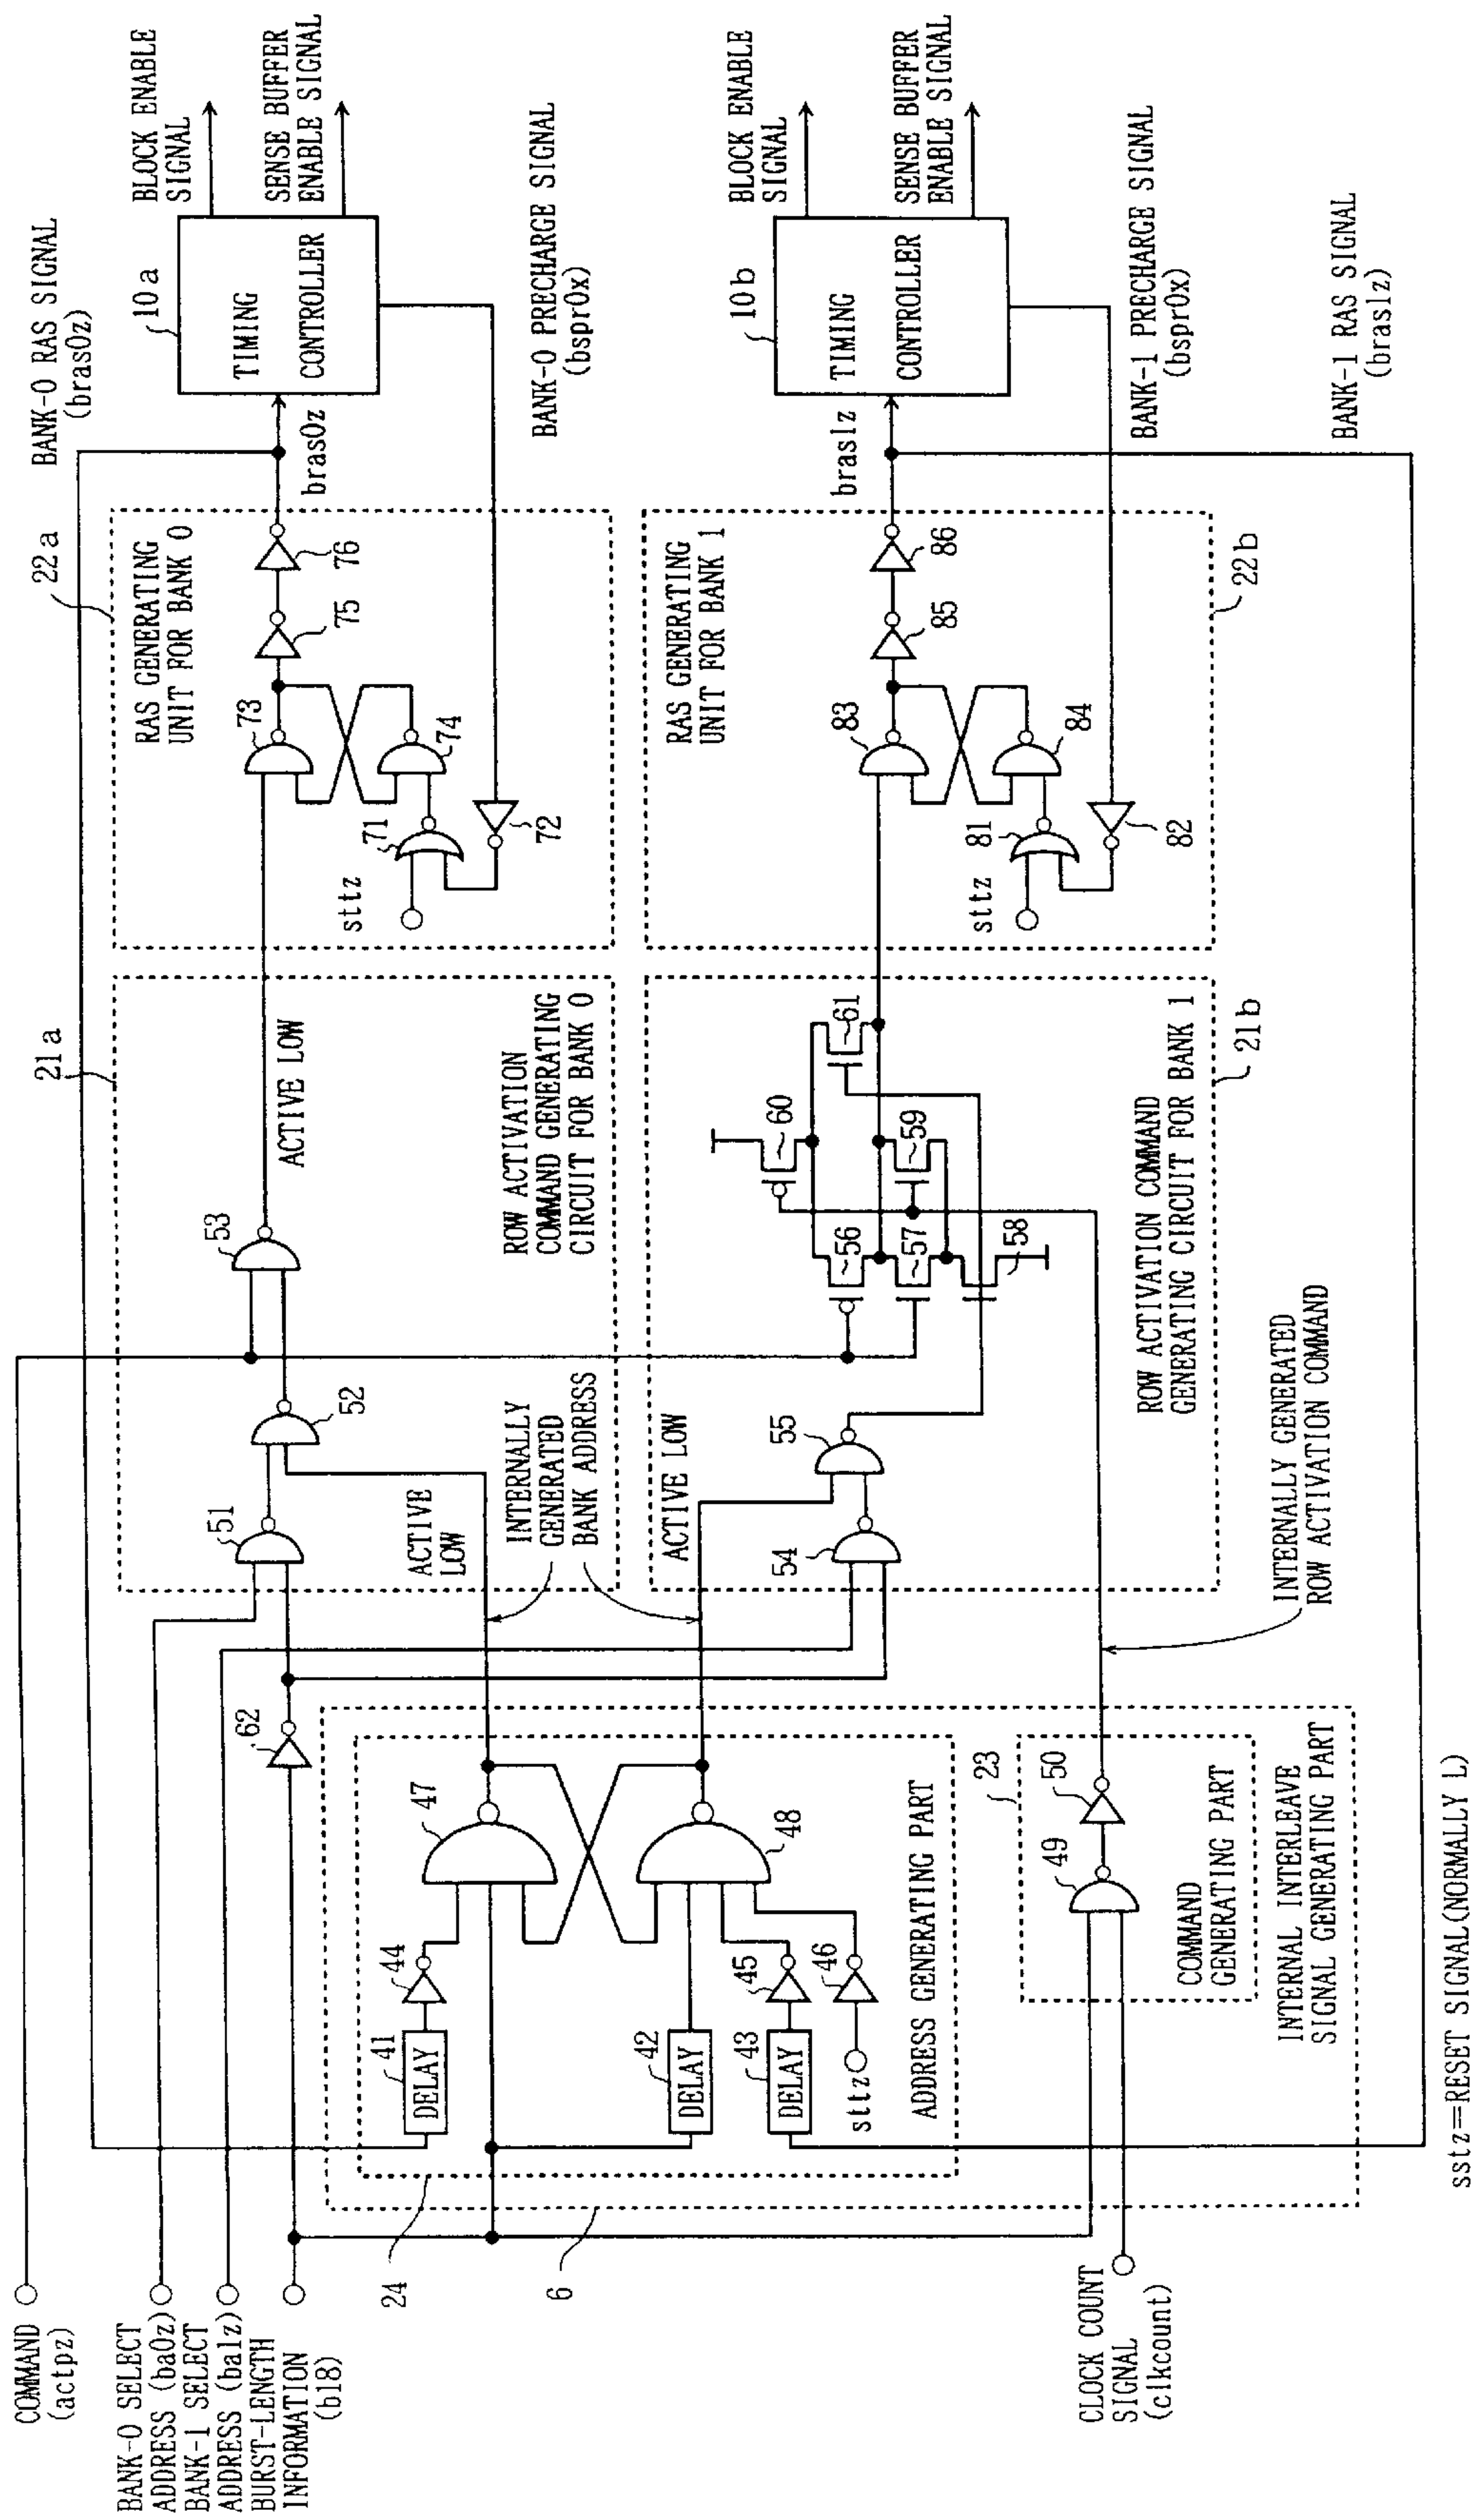 COMMAND
(actpz)
BANK-0 SELECT
ADDRESS (ba0z)
BANK-1 SELECT
ADDRESS (ba1z)
BURST-LENGTH
INFORMATION
(bl8)
CLOCK COUNT
SIGNAL
(clkcount)
24
6
41
DELAY
42
DELAY
43
DELAY
sttz
44
45
46
47
48
ADDRESS GENERATING PART
49
50
23
COMMAND
GENERATING PART
INTERNAL INTERLEAVE
SIGNAL GENERATING PART
62
INTERNALLY
GENERATED
BANK ADDRESS
INTERNALLY GENERATED
ROW ACTIVATION COMMAND
21a
51
52
53
ACTIVE
LOW
ACTIVE LOW
ROW ACTIVATION
COMMAND GENERATING
CIRCUIT FOR BANK 0
ACTIVE LOW
54
55
56
57
58
59
60
61
21b
ROW ACTIVATION COMMAND
GENERATING CIRCUIT FOR BANK 1
22a
RAS GENERATING
UNIT FOR BANK 0
sttz
71
72
73
74
75
76
RAS GENERATING
UNIT FOR BANK 1
sttz
81
82
83
84
85
86
22b
BANK-0 RAS SIGNAL
(bras0z)
bras0z
10a
TIMING
CONTROLLER
BLOCK ENABLE
SIGNAL
SENSE BUFFER
ENABLE SIGNAL
BANK-0 PRECHARGE SIGNAL
(bspr0x)
bras1z
10b
TIMING
CONTROLLER
BLOCK ENABLE
SIGNAL
SENSE BUFFER
ENABLE SIGNAL
BANK-1 PRECHARGE SIGNAL
(bspr0x)
BANK-1 RAS SIGNAL
(bras1z)
sstz==RESET SIGNAL(NORMALLY L)